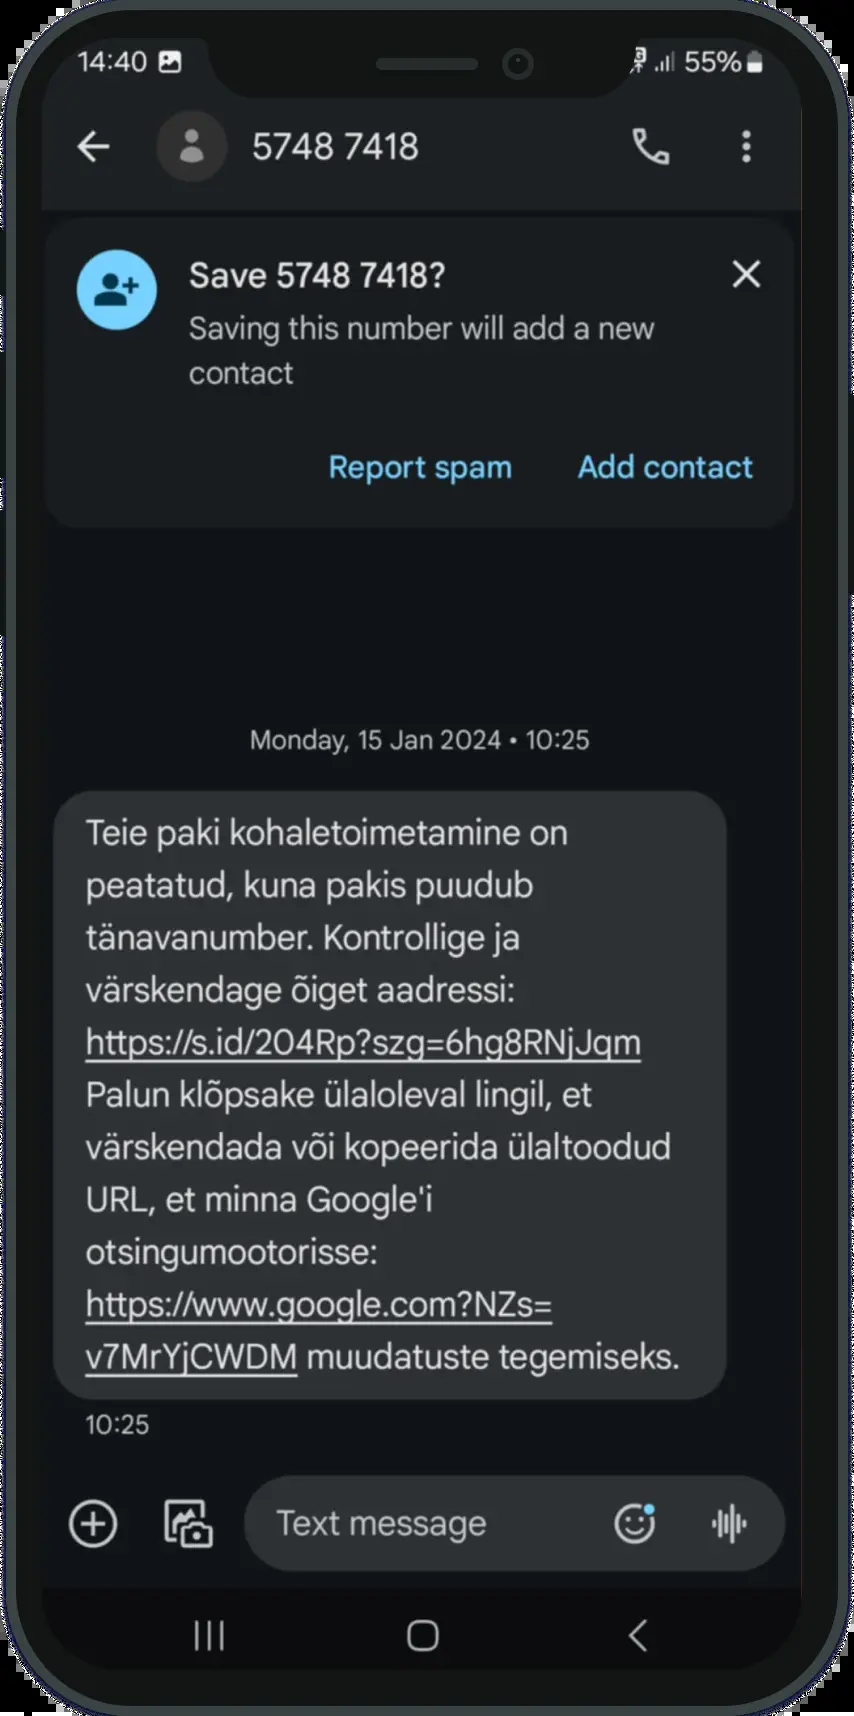 14:40 55%
5748 7418
Save 5748 7418?
Saving this number will add a new
contact
Report spam Add contact
Monday, 15 Jan 2024 • 10:25
Teie paki kohaletoimetamine on
peatatud, kuna pakis puudub
tänavanumber. Kontrollige ja
värskendage õiget aadressi:
https://s.id/204Rp?szg=6hg8RNjJqm
Palun klõpsake ülaloleval lingil, et
värskendada või kopeerida ülaltoodud
URL, et minna Google'i
otsingumootorisse:
https://www.google.com?NZs=
v7MrYjCWDM muudatuste tegemiseks.
10:25
Text message